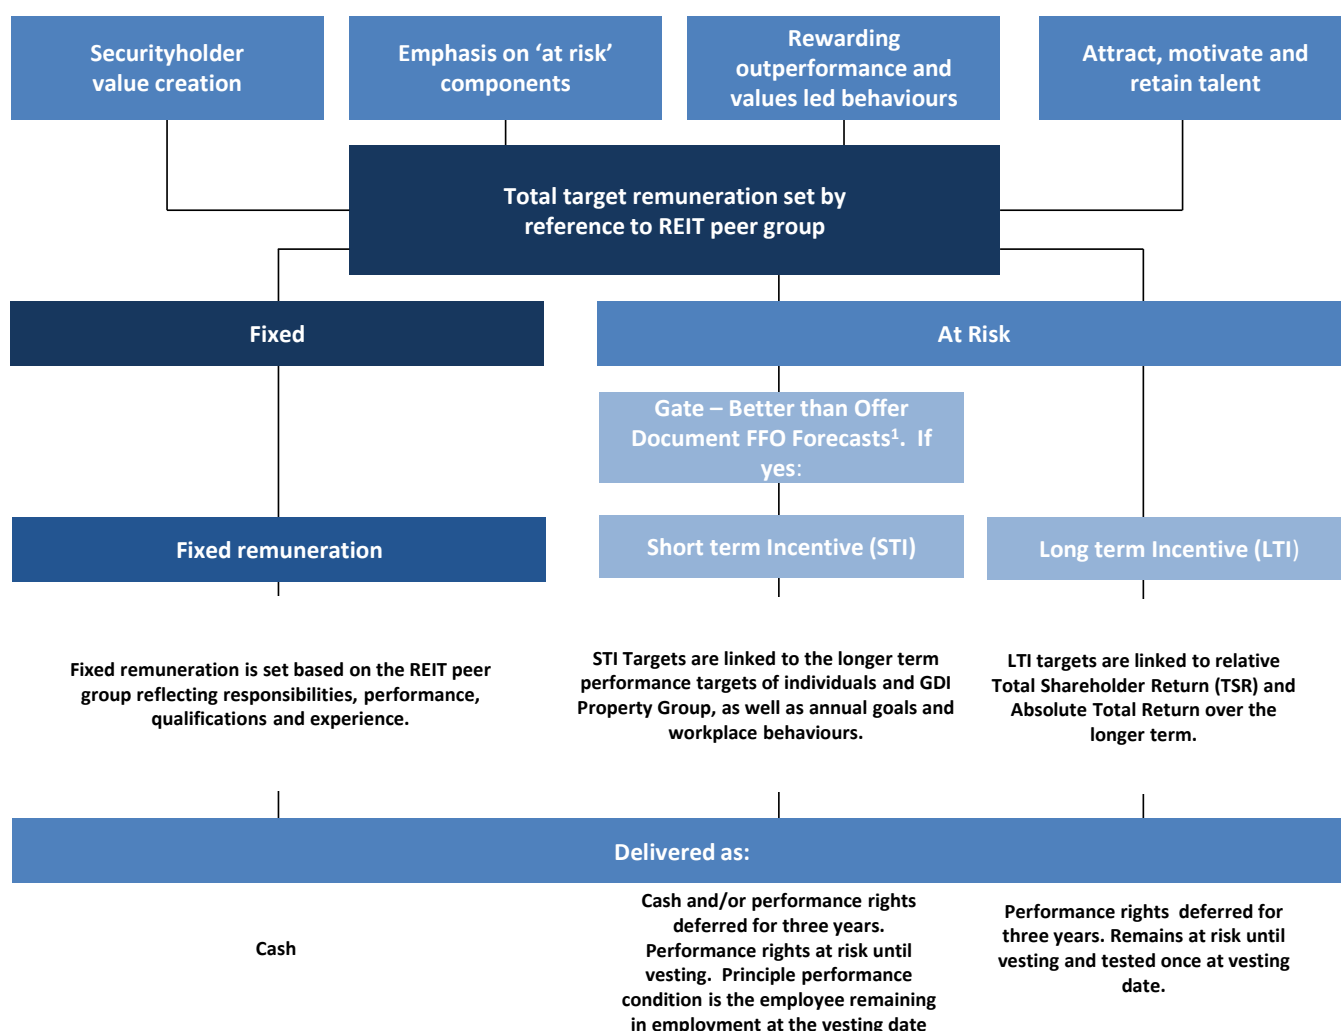 Securityholder
value creation
Emphasis on ‘at risk’
components
Rewarding
outperformance and
values led behaviours
Attract, motivate and
retain talent
Total target remuneration set by
reference to REIT peer group
Fixed
At Risk
Gate – Better than Offer
Document FFO Forecasts¹.  If
yes:
Fixed remuneration
Short term Incentive (STI)
Long term Incentive (LTI)
Fixed remuneration is set based on the REIT peer
group reflecting responsibilities, performance,
qualifications and experience.
STI Targets are linked to the longer term
performance targets of individuals and GDI
Property Group, as well as annual goals and
workplace behaviours.
LTI targets are linked to relative
Total Shareholder Return (TSR) and
Absolute Total Return over the
longer term.
Delivered as:
Cash
Cash and/or performance rights
deferred for three years.
Performance rights at risk until
vesting.  Principle performance
condition is the employee remaining
in employment at the vesting date
Performance rights  deferred for
three years. Remains at risk until
vesting and tested once at vesting
date.